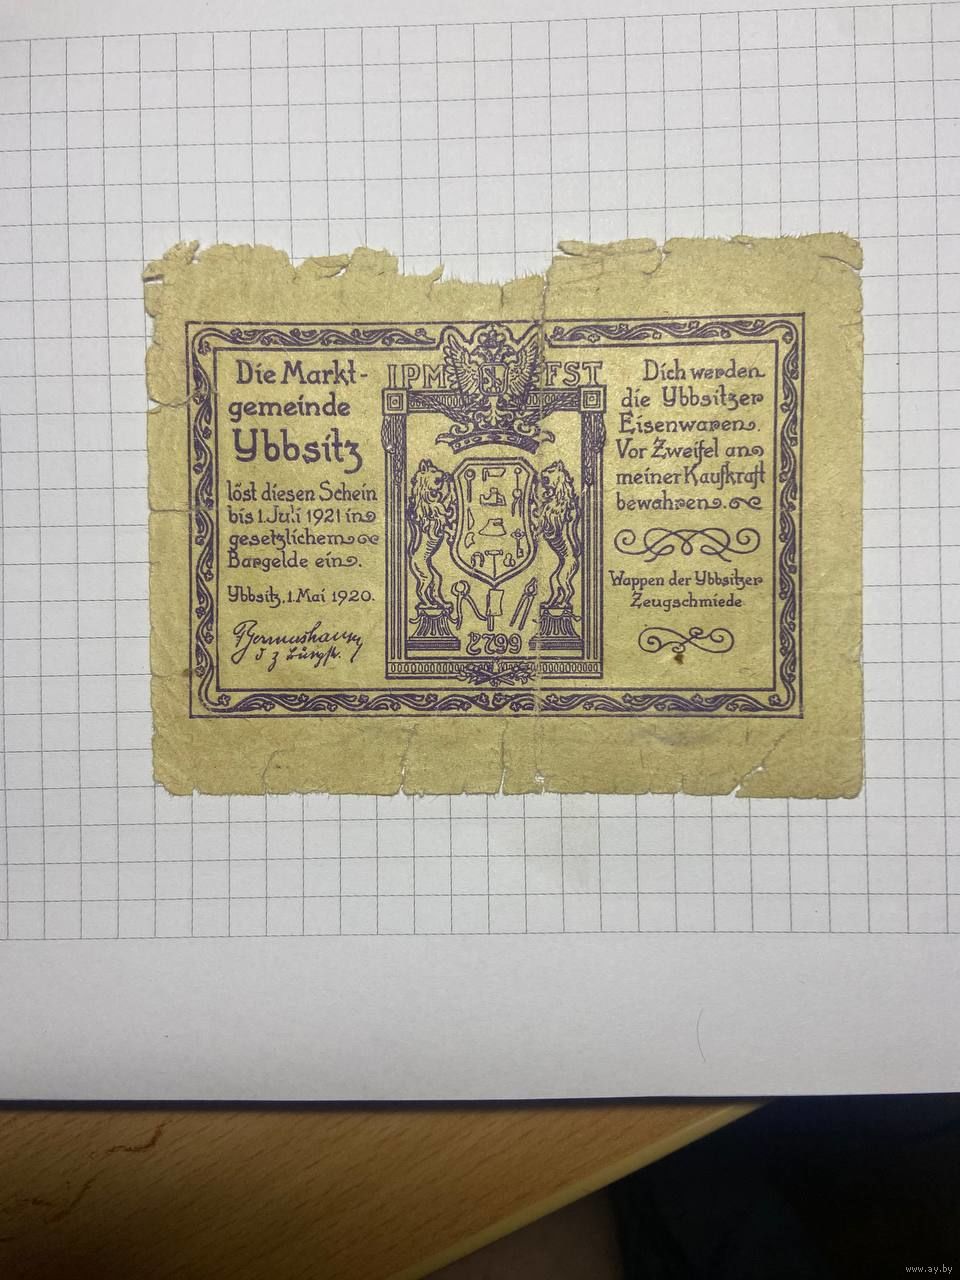 Die Markt-
gemeinde
Ybbsitz
löst diesen Schein
bis 1. Juli 1921 in
gesetzlichem
Bargelde ein.
Ybbsitz, 1. Mai 1920.
IPM FST
Dich werden
die Ybbsitzer
Eisenwaren
Vor Zweifel an
meiner Kaufkraft
bewahren.
Wappen der Ybbsitzer
Zeugschmiede
www.ay.by